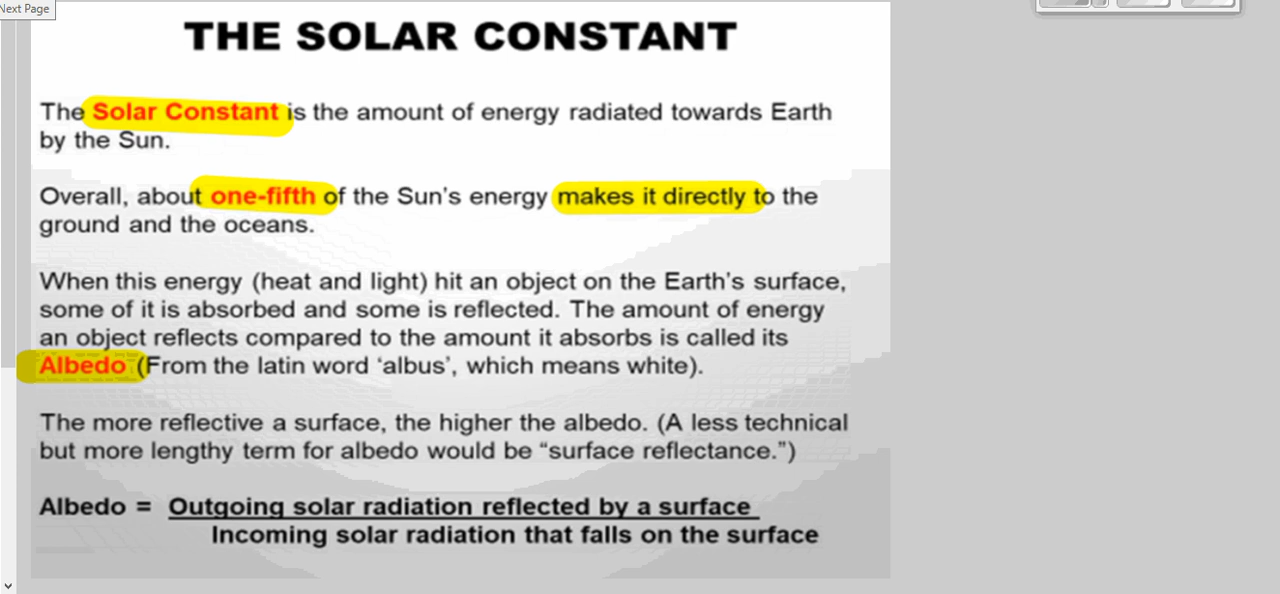 Next Page
THE SOLAR CONSTANT
The Solar Constant is the amount of energy radiated towards Earth
by the Sun.
Overall, about one-fifth of the Sun's energy makes it directly to the
ground and the oceans.
When this energy (heat and light) hit an object on the Earth's surface,
some of it is absorbed and some is reflected. The amount of energy
an object reflects compared to the amount it absorbs is called its
Albedo (From the latin word ‘albus’, which means white).
The more reflective a surface, the higher the albedo. (A less technical
but more lengthy term for albedo would be “surface reflectance.”)
Albedo = Outgoing solar radiation reflected by a surface
Incoming solar radiation that falls on the surface